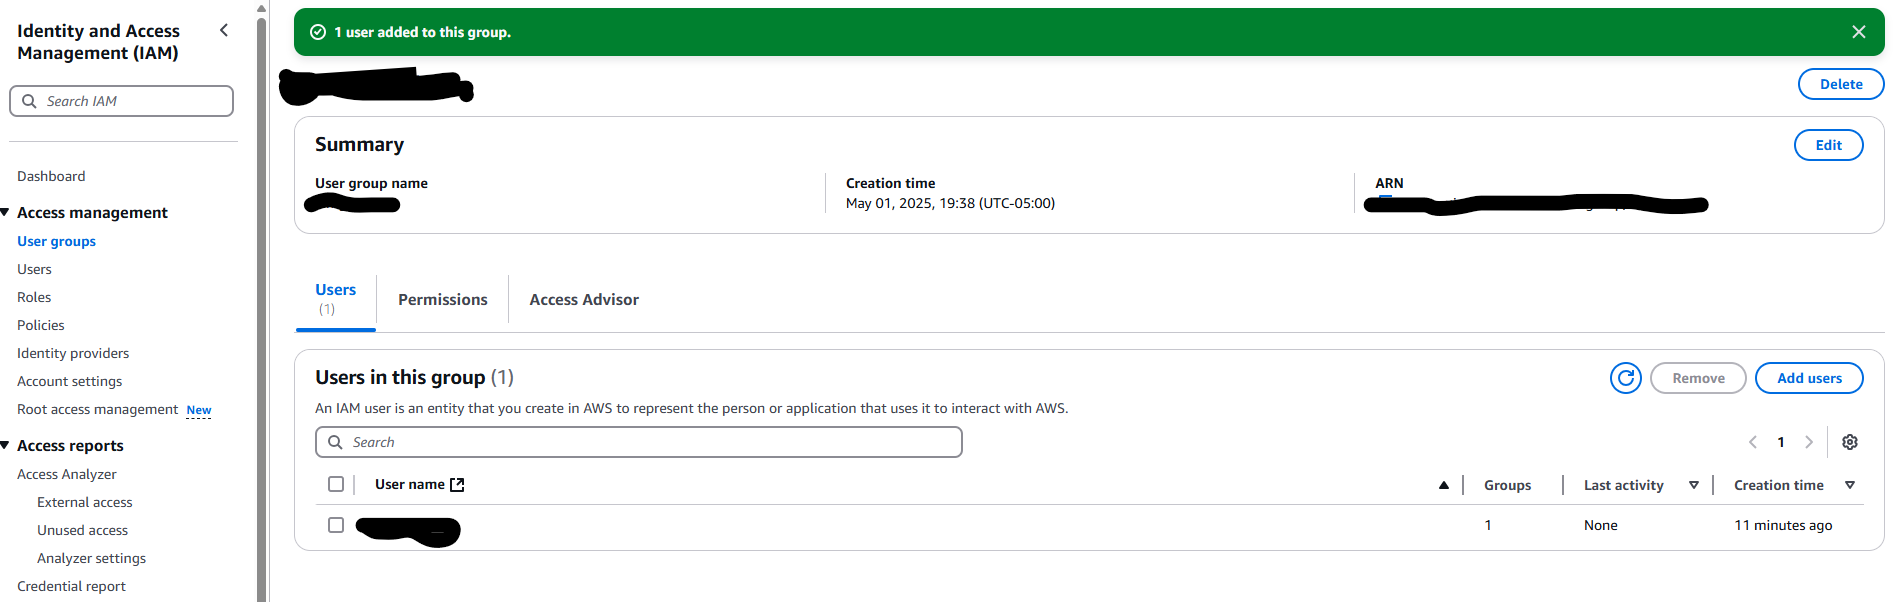 Identity and Access
Management (IAM)
Search IAM
Dashboard
Access management
User groups
Users
Roles
Policies
Identity providers
Account settings
Root access management New
Access reports
Access Analyzer
External access
Unused access
Analyzer settings
Credential report
1 user added to this group.
Delete
Summary
Edit
User group name
Creation time
May 01, 2025, 19:38 (UTC-05:00)
ARN
Users
(1)
Permissions
Access Advisor
Users in this group (1)
Remove
Add users
An IAM user is an entity that you create in AWS to represent the person or application that uses it to interact with AWS.
Search
1
User name
Groups
Last activity
Creation time
1
None
11 minutes ago